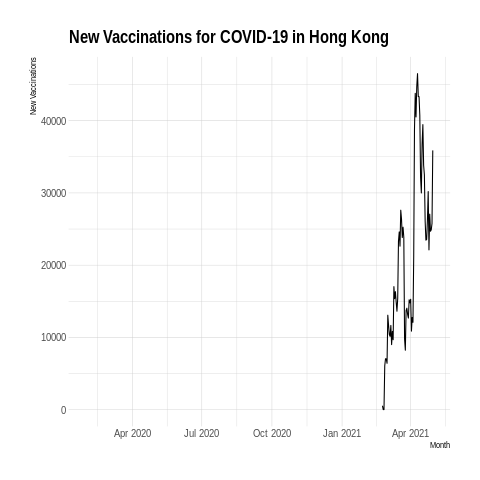 New Vaccinations for COVID-19 in Hong Kong
New Vaccinations
40000
30000
20000
10000
0
Apr 2020 Jul 2020 Oct 2020 Jan 2021 Apr 2021
Month